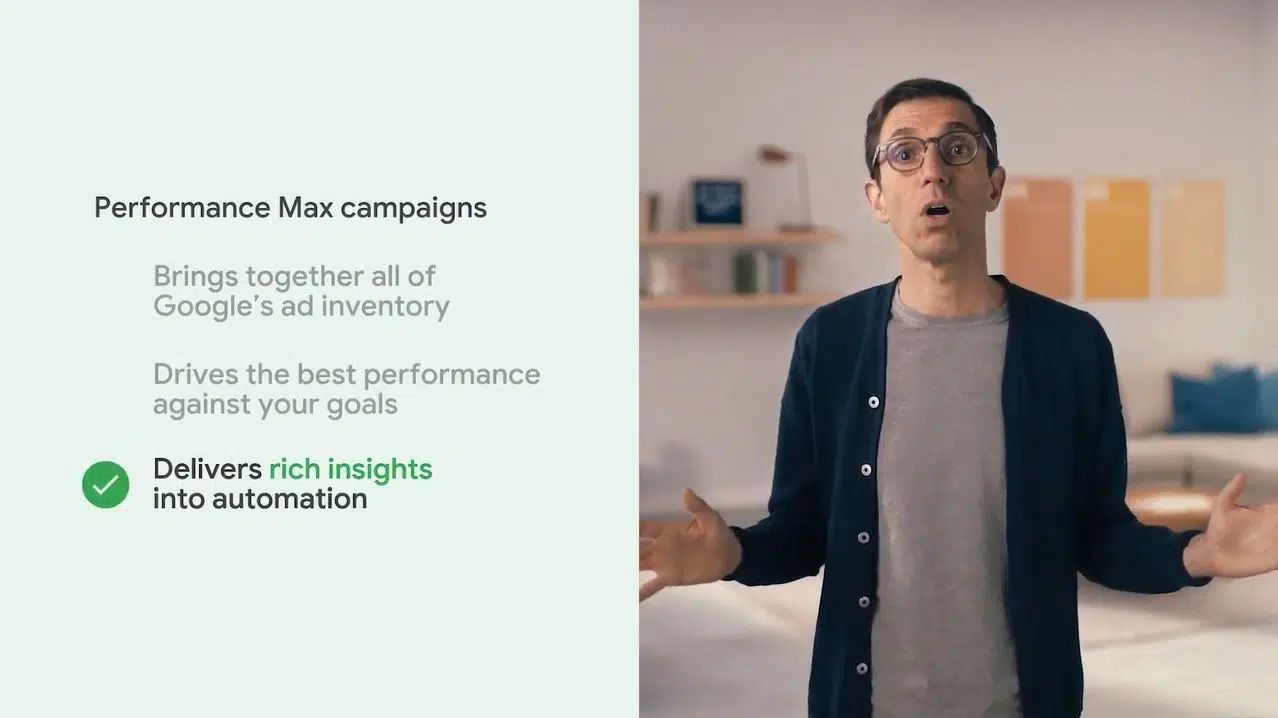 Performance Max campaigns
Brings together all of
Google’s ad inventory
Drives the best performance
against your goals
Delivers rich insights
into automation